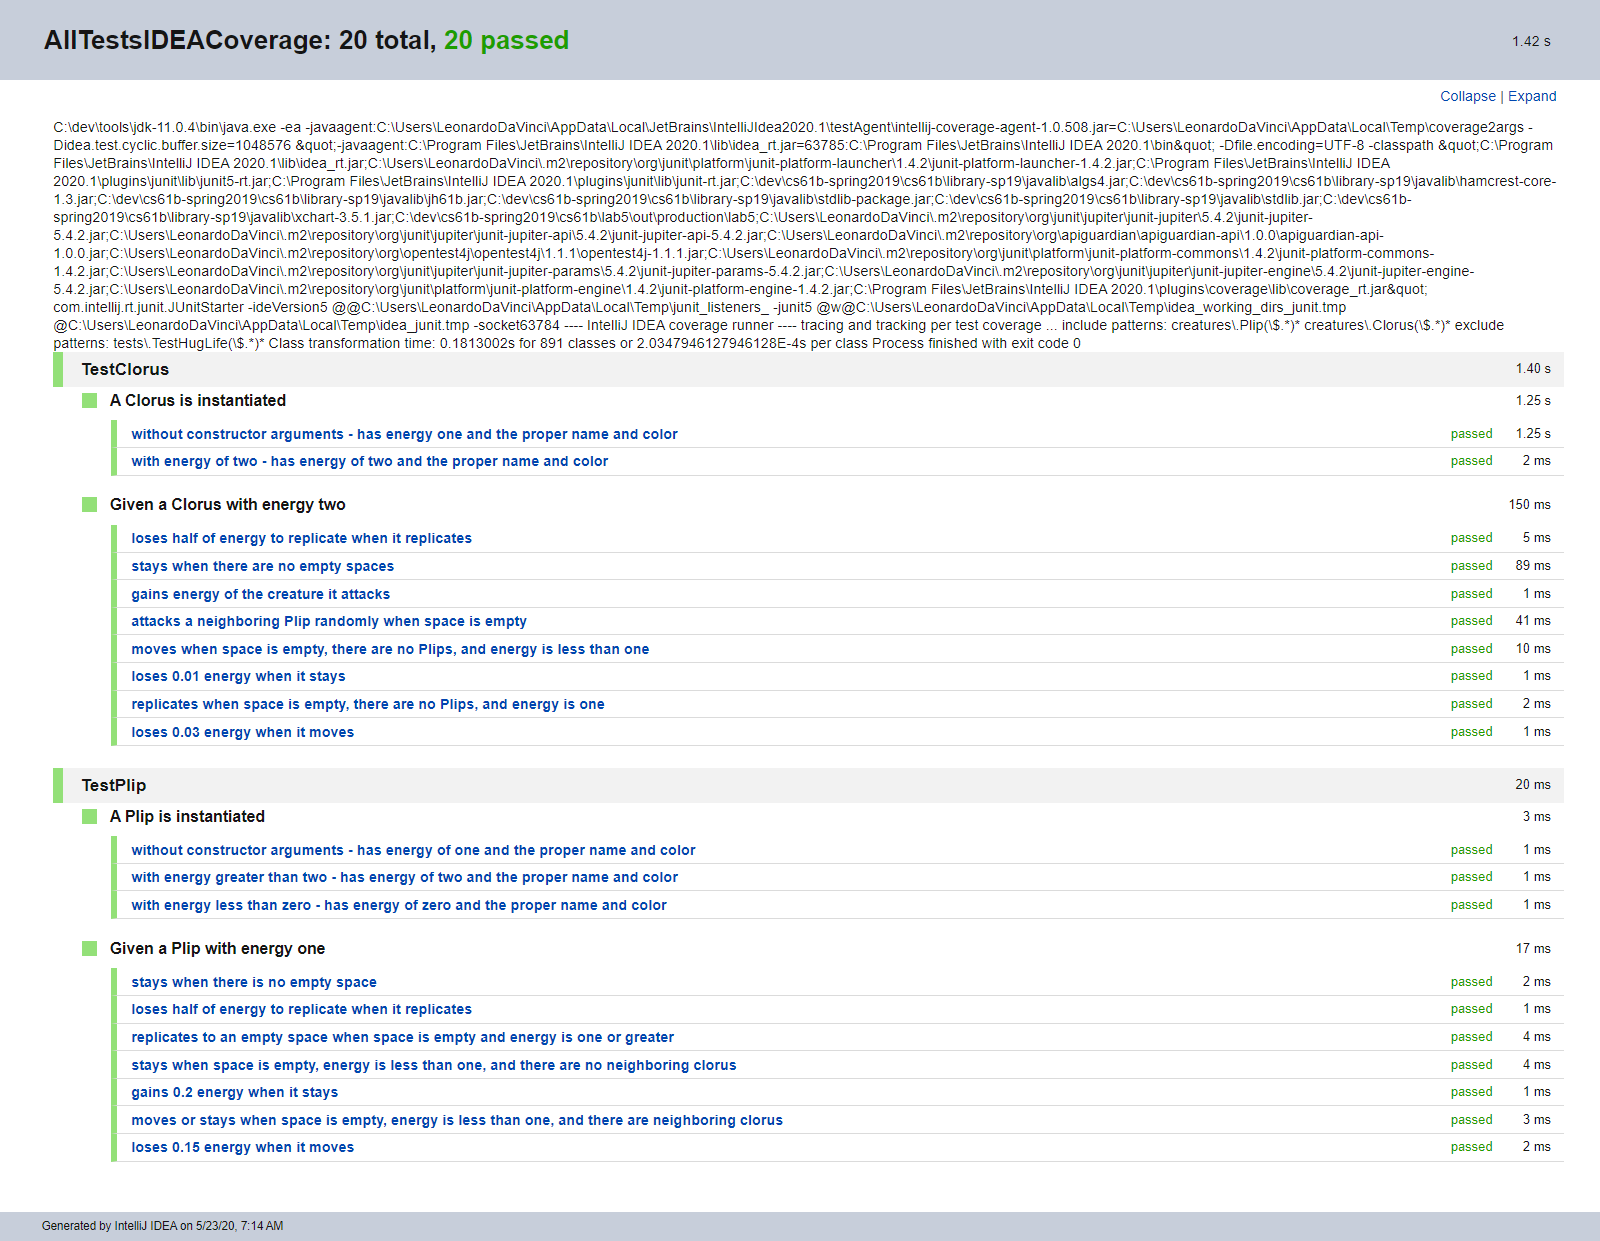 AllTestsIDEACoverage: 20 total, 20 passed
1.42 s
Collapse | Expand
C:\dev\tools\jdk-11.0.4\bin\java.exe -ea -javaagent:C:\Users\LeonardoDaVinci\AppData\Local\JetBrains\IntelliJIdea2020.1\testAgent\intellij-coverage-agent-1.0.508.jar=C:\Users\LeonardoDaVinci\AppData\Local\Temp\coverage2args -
Didea.test.cyclic.buffer.size=1048576 &quot;-javaagent:C:\Program Files\JetBrains\IntelliJ IDEA 2020.1\lib\idea_rt.jar=63785:C:\Program Files\JetBrains\IntelliJ IDEA 2020.1\bin&quot; -Dfile.encoding=UTF-8 -classpath &quot;C:\Program
Files\JetBrains\IntelliJ IDEA 2020.1\lib\idea_rt.jar;C:\Users\LeonardoDaVinci\.m2\repository\org\junit\platform\junit-platform-launcher\1.4.2\junit-platform-launcher-1.4.2.jar;C:\Program Files\JetBrains\IntelliJ IDEA
2020.1\plugins\junit\lib\junit5-rt.jar;C:\Program Files\JetBrains\IntelliJ IDEA 2020.1\plugins\junit\lib\junit-rt.jar;C:\dev\cs61b-spring2019\cs61b\library-sp19\javalib\algs4.jar;C:\dev\cs61b-spring2019\cs61b\library-sp19\javalib\hamcrest-core-
1.3.jar;C:\dev\cs61b-spring2019\cs61b\library-sp19\javalib\jh61b.jar;C:\dev\cs61b-spring2019\cs61b\library-sp19\javalib\stdlib-package.jar;C:\dev\cs61b-spring2019\cs61b\library-sp19\javalib\stdlib.jar;C:\dev\cs61b-
spring2019\cs61b\library-sp19\javalib\xchart-3.5.1.jar;C:\dev\cs61b-spring2019\cs61b\lab5\out\production\lab5;C:\Users\LeonardoDaVinci\.m2\repository\org\junit\jupiter\junit-jupiter\5.4.2\junit-jupiter-
5.4.2.jar;C:\Users\LeonardoDaVinci\.m2\repository\org\junit\jupiter\junit-jupiter-api\5.4.2\junit-jupiter-api-5.4.2.jar;C:\Users\LeonardoDaVinci\.m2\repository\org\apiguardian\apiguardian-api\1.0.0\apiguardian-api-
1.0.0.jar;C:\Users\LeonardoDaVinci\.m2\repository\org\opentest4j\opentest4j\1.1.1\opentest4j-1.1.1.jar;C:\Users\LeonardoDaVinci\.m2\repository\org\junit\platform\junit-platform-commons\1.4.2\junit-platform-commons-
1.4.2.jar;C:\Users\LeonardoDaVinci\.m2\repository\org\junit\jupiter\junit-jupiter-params\5.4.2\junit-jupiter-params-5.4.2.jar;C:\Users\LeonardoDaVinci\.m2\repository\org\junit\jupiter\junit-jupiter-engine\5.4.2\junit-jupiter-engine-
5.4.2.jar;C:\Users\LeonardoDaVinci\.m2\repository\org\junit\platform\junit-platform-engine\1.4.2\junit-platform-engine-1.4.2.jar;C:\Program Files\JetBrains\IntelliJ IDEA 2020.1\plugins\coverage\lib\coverage_rt.jar&quot;
com.intellij.rt.junit.JUnitStarter -ideVersion5 @@C:\Users\LeonardoDaVinci\AppData\Local\Temp\junit_listeners_ -junit5 @w@C:\Users\LeonardoDaVinci\AppData\Local\Temp\idea_working_dirs_junit.tmp
@C:\Users\LeonardoDaVinci\AppData\Local\Temp\idea_junit.tmp -socket63784 ---- IntelliJ IDEA coverage runner ---- tracing and tracking per test coverage ... include patterns: creatures\.Plip(\$.*)* creatures\.Clorus(\$.*)* exclude
patterns: tests\.TestHugLife(\$.*)* Class transformation time: 0.1813002s for 891 classes or 2.0347946127946128E-4s per class Process finished with exit code 0
TestClorus 1.40 s
A Clorus is instantiated 1.25 s
without constructor arguments - has energy one and the proper name and color passed 1.25 s
with energy of two - has energy of two and the proper name and color passed 2 ms
Given a Clorus with energy two 150 ms
loses half of energy to replicate when it replicates passed 5 ms
stays when there are no empty spaces passed 89 ms
gains energy of the creature it attacks passed 1 ms
attacks a neighboring Plip randomly when space is empty passed 41 ms
moves when space is empty, there are no Plips, and energy is less than one passed 10 ms
loses 0.01 energy when it stays passed 1 ms
replicates when space is empty, there are no Plips, and energy is one passed 2 ms
loses 0.03 energy when it moves passed 1 ms
TestPlip 20 ms
A Plip is instantiated 3 ms
without constructor arguments - has energy of one and the proper name and color passed 1 ms
with energy greater than two - has energy of two and the proper name and color passed 1 ms
with energy less than zero - has energy of zero and the proper name and color passed 1 ms
Given a Plip with energy one 17 ms
stays when there is no empty space passed 2 ms
loses half of energy to replicate when it replicates passed 1 ms
replicates to an empty space when space is empty and energy is one or greater passed 4 ms
stays when space is empty, energy is less than one, and there are no neighboring clorus passed 4 ms
gains 0.2 energy when it stays passed 1 ms
moves or stays when space is empty, energy is less than one, and there are neighboring clorus passed 3 ms
loses 0.15 energy when it moves passed 2 ms
Generated by IntelliJ IDEA on 5/23/20, 7:14 AM